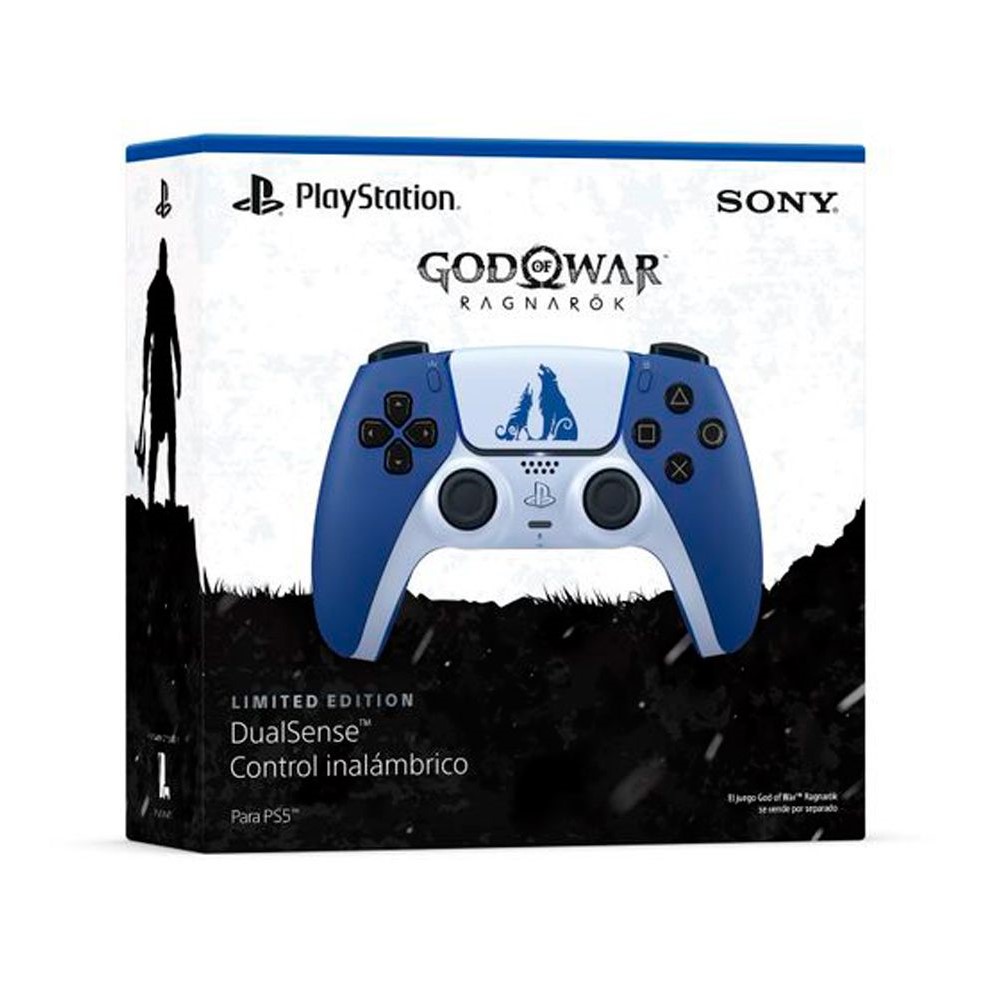 PlayStation®
SONY®
GOD OF WAR
RAGNARÖK
LIMITED EDITION
DualSense™
Control inalámbrico
Para PS5™
El juego God of War™ Ragnarök
se vende por separado